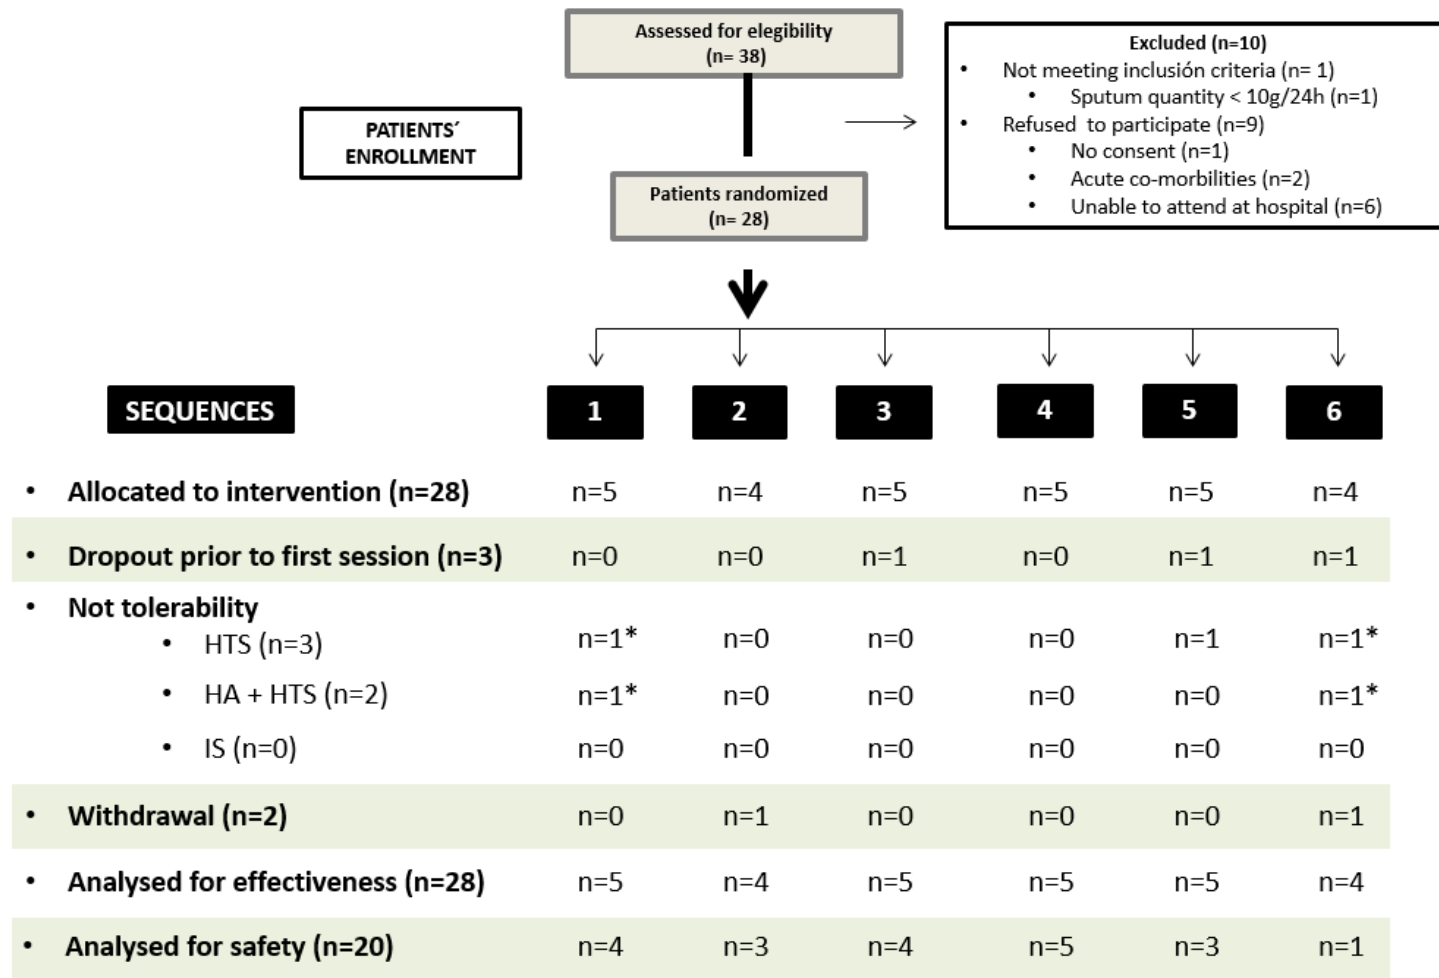 Assessed for elegibility
(n= 38)
Excluded (n=10)
• Not meeting inclusión criteria (n= 1)
• Sputum quantity < 10g/24h (n=1)
• Refused to participate (n=9)
• No consent (n=1)
• Acute co-morbilities (n=2)
• Unable to attend at hospital (n=6)
PATIENTS´
ENROLLMENT
Patients randomized
(n= 28)
SEQUENCES 1 2 3 4 5 6
• Allocated to intervention (n=28) n=5 n=4 n=5 n=5 n=5 n=4
• Dropout prior to first session (n=3) n=0 n=0 n=1 n=0 n=1 n=1
• Not tolerability
• HTS (n=3) n=1* n=0 n=0 n=0 n=1 n=1*
• HA + HTS (n=2) n=1* n=0 n=0 n=0 n=0 n=1*
• IS (n=0) n=0 n=0 n=0 n=0 n=0 n=0
• Withdrawal (n=2) n=0 n=1 n=0 n=0 n=0 n=1
• Analysed for effectiveness (n=28) n=5 n=4 n=5 n=5 n=5 n=4
• Analysed for safety (n=20) n=4 n=3 n=4 n=5 n=3 n=1